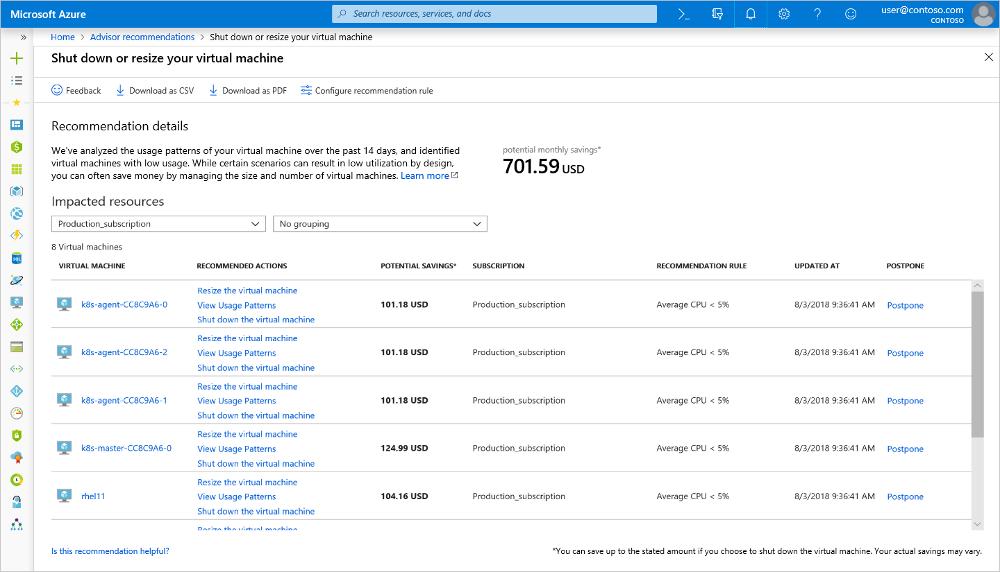 Microsoft Azure
Search resources, services, and docs
user@contoso.com
CONTOSO
Home > Advisor recommendations > Shut down or resize your virtual machine
Shut down or resize your virtual machine
Feedback Download as CSV Download as PDF Configure recommendation rule
Recommendation details
We've analyzed the usage patterns of your virtual machine over the past 14 days, and identified
virtual machines with low usage. While certain scenarios can result in low utilization by design,
you can often save money by managing the size and number of virtual machines. Learn more
potential monthly savings*
701.59 USD
Impacted resources
Production_subscription No grouping
8 Virtual machines
VIRTUAL MACHINE RECOMMENDED ACTIONS POTENTIAL SAVINGS* SUBSCRIPTION RECOMMENDATION RULE UPDATED AT POSTPONE
Resize the virtual machine
k8s-agent-CC8C9A6-0 View Usage Patterns 101.18 USD Production_subscription Average CPU < 5% 8/3/2018 9:36:41 AM Postpone
Shut down the virtual machine
Resize the virtual machine
k8s-agent-CC8C9A6-2 View Usage Patterns 101.18 USD Production_subscription Average CPU < 5% 8/3/2018 9:36:41 AM Postpone
Shut down the virtual machine
Resize the virtual machine
k8s-agent-CC8C9A6-1 View Usage Patterns 101.18 USD Production_subscription Average CPU < 5% 8/3/2018 9:36:41 AM Postpone
Shut down the virtual machine
Resize the virtual machine
k8s-master-CC8C9A6-0 View Usage Patterns 124.99 USD Production_subscription Average CPU < 5% 8/3/2018 9:36:41 AM Postpone
Shut down the virtual machine
Resize the virtual machine
rhel11 View Usage Patterns 104.16 USD Production_subscription Average CPU < 5% 8/3/2018 9:36:41 AM Postpone
Shut down the virtual machine
Resize the virtual machine
Is this recommendation helpful?
*You can save up to the stated amount if you choose to shut down the virtual machine. Your actual savings may vary.